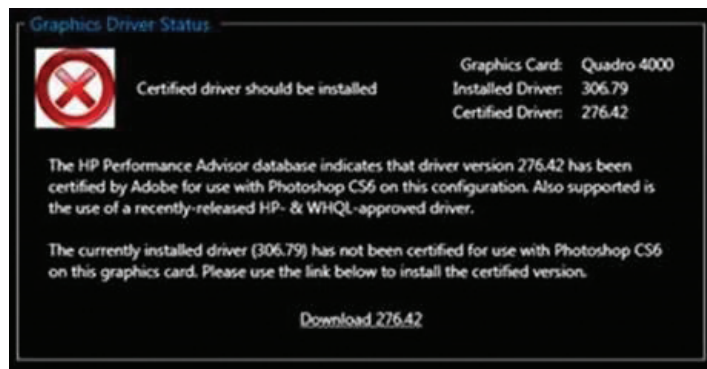 Graphics Driver Status
Certified driver should be installed
Graphics Card: Quadro 4000
Installed Driver: 306.79
Certified Driver: 276.42
The HP Performance Advisor database indicates that driver version 276.42 has been
certified by Adobe for use with Photoshop CS6 on this configuration. Also supported is
the use of a recently-released HP- & WHQL-approved driver.
The currently installed driver (306.79) has not been certified for use with Photoshop CS6
on this graphics card. Please use the link below to install the certified version.
Download 276.42